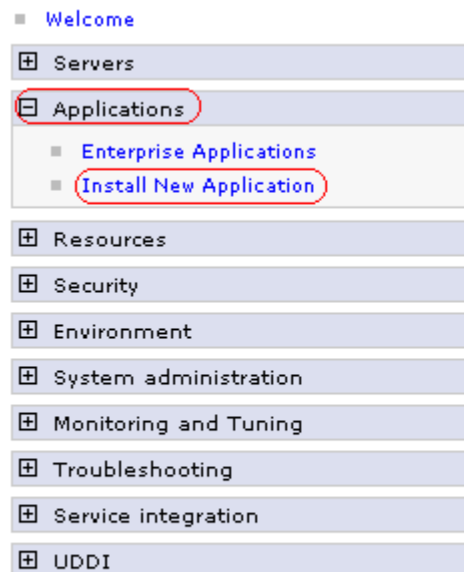 Welcome
Servers
Applications
Enterprise Applications
Install New Application
Resources
Security
Environment
System administration
Monitoring and Tuning
Troubleshooting
Service integration
UDDI